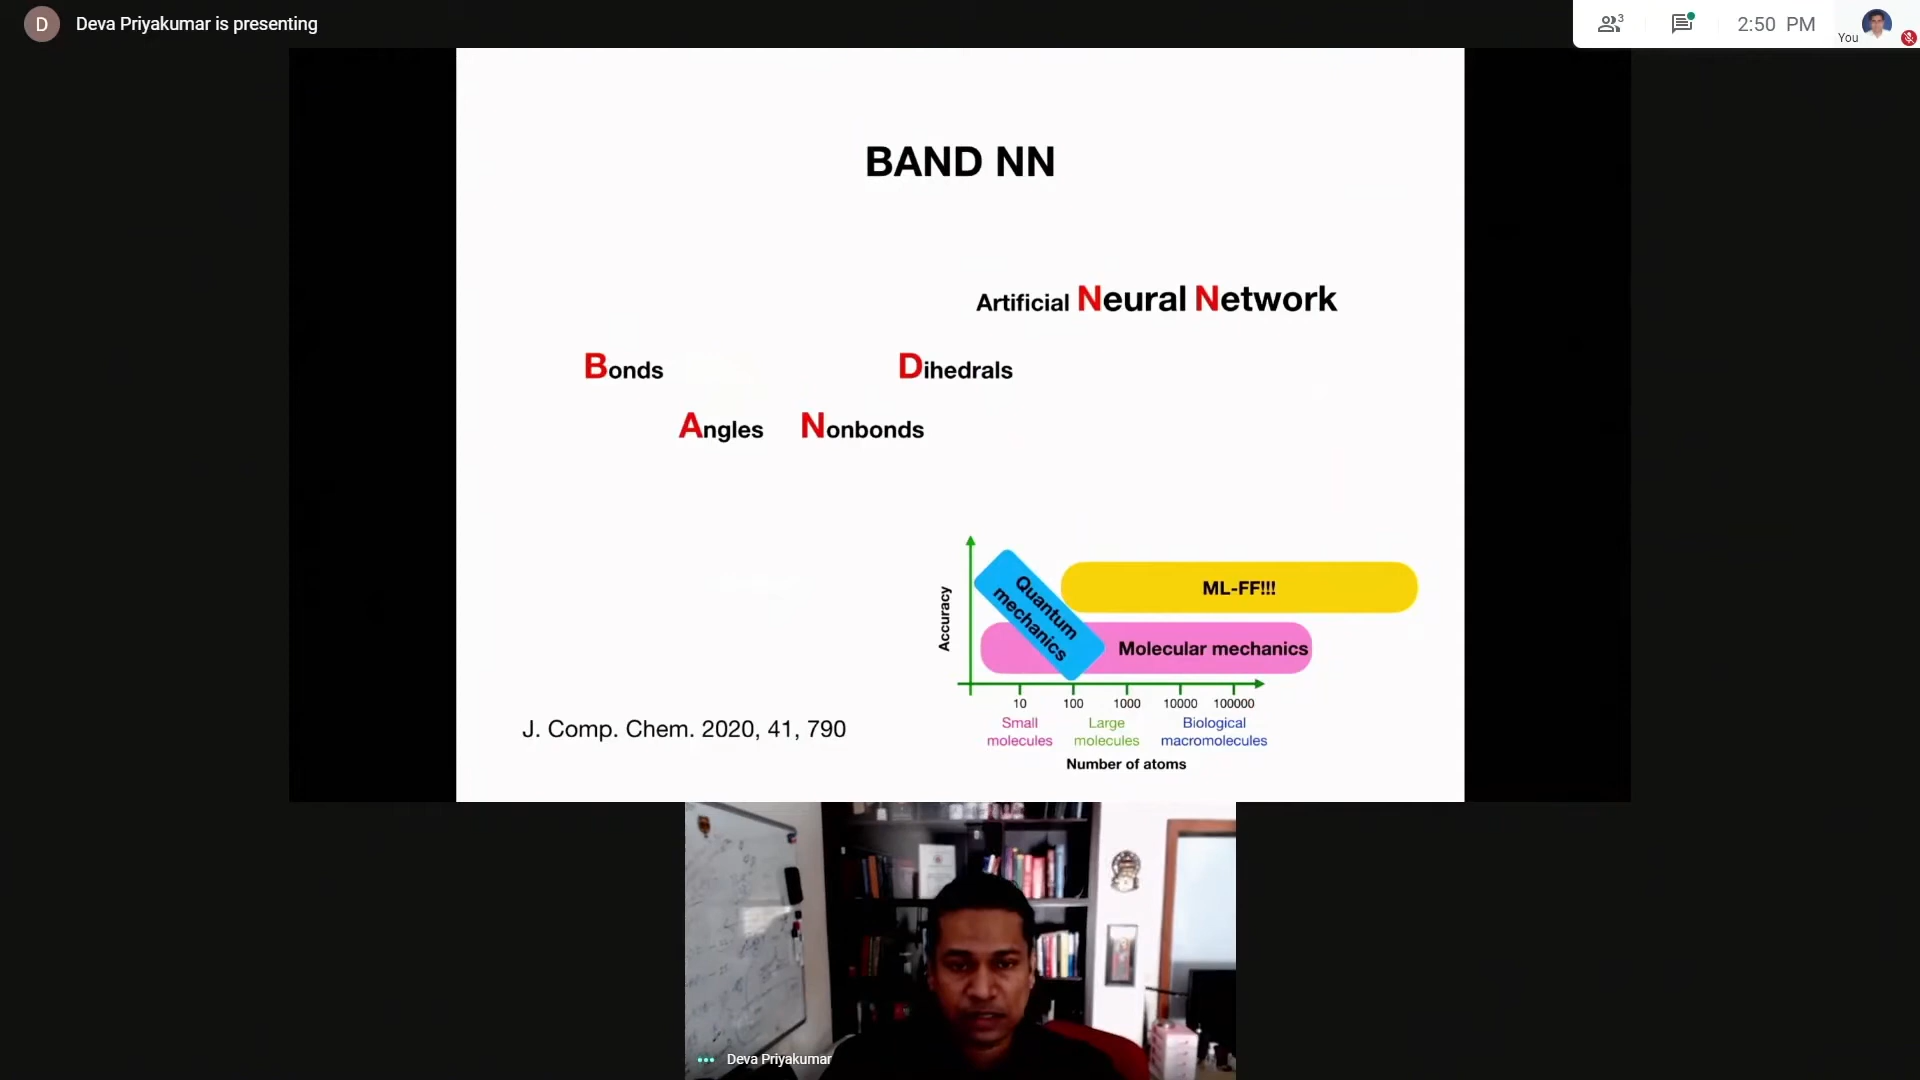 D Deva Priyakumar is presenting
3
2:50 PM
You
BAND NN
Artificial Neural Network
Bonds
Dihedrals
Angles
Nonbonds
Accuracy
Quantum
mechanics
ML-FF!!!
Molecular mechanics
10 100 1000 10000 100000
Small
molecules
Large
molecules
Biological
macromolecules
Number of atoms
J. Comp. Chem. 2020, 41, 790
Deva Priyakumar